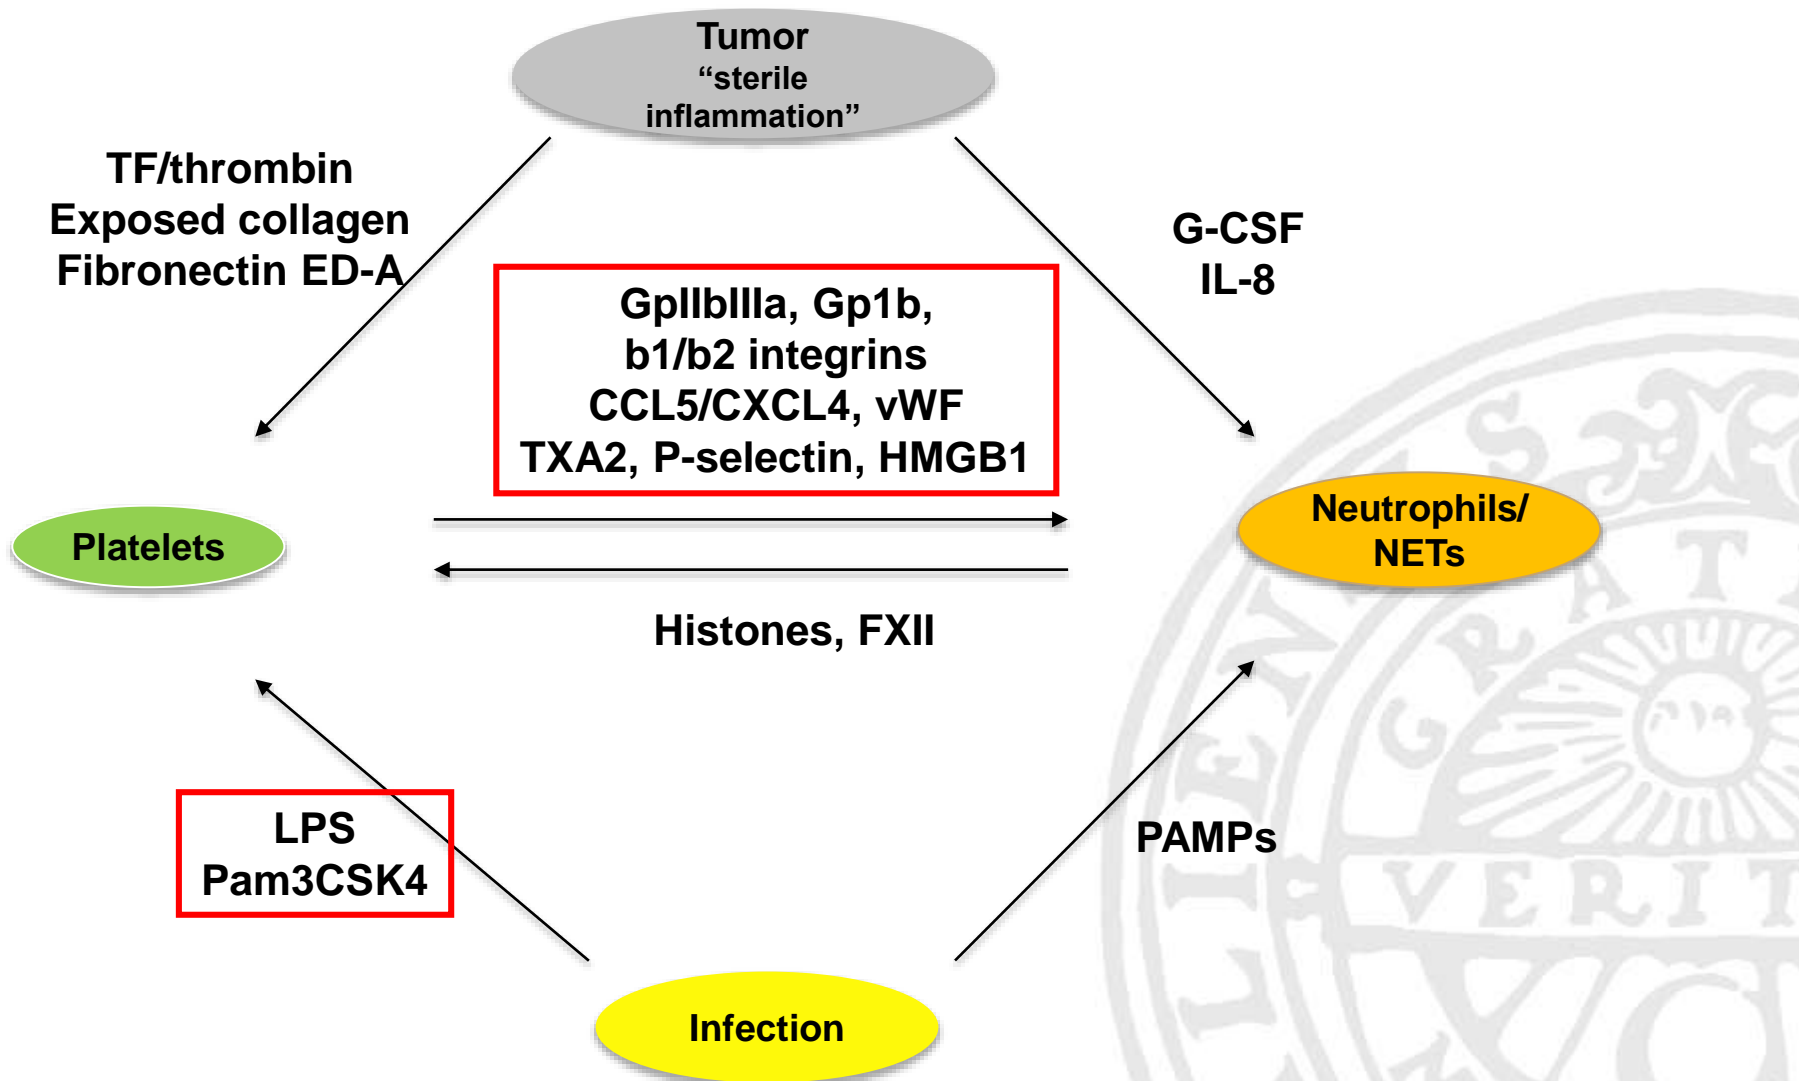 Tumor
“sterile
inflammation”
TF/thrombin
Exposed collagen
Fibronectin ED-A
G-CSF
IL-8
GpIIbIIIa, Gp1b,
b1/b2 integrins
CCL5/CXCL4, vWF
TXA2, P-selectin, HMGB1
Platelets
Neutrophils/
NETs
Histones, FXII
LPS
Pam3CSK4
PAMPs
Infection
VERIT